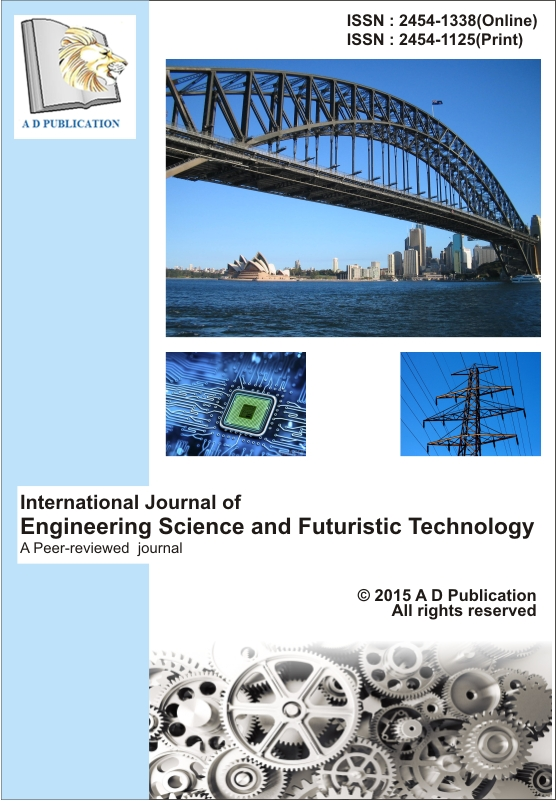 ISSN : 2454-1338(Online)
ISSN : 2454-1125(Print)
A D PUBLICATION
International Journal of
Engineering Science and Futuristic Technology
A Peer-reviewed journal
© 2015 A D Publication
All rights reserved